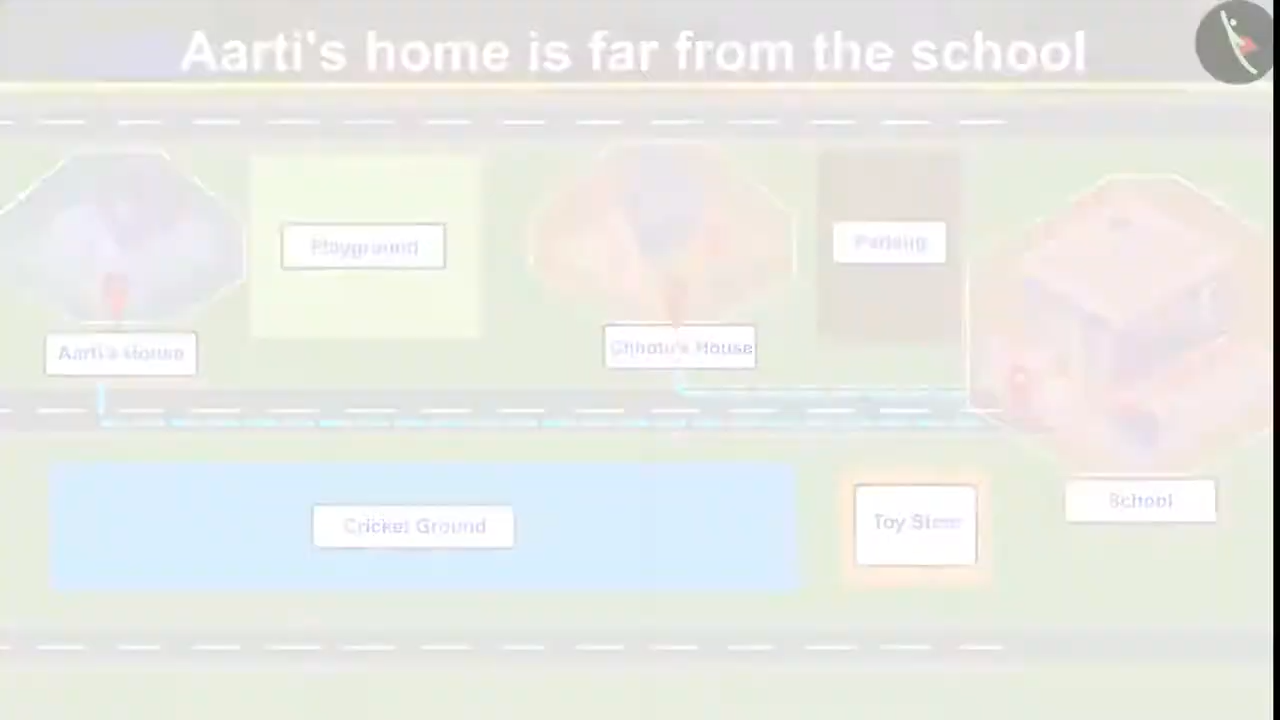 Aarti's home is far from the school
Playground
Parking
Aarti's House
Chhotu's House
Cricket Ground
Toy Store
School